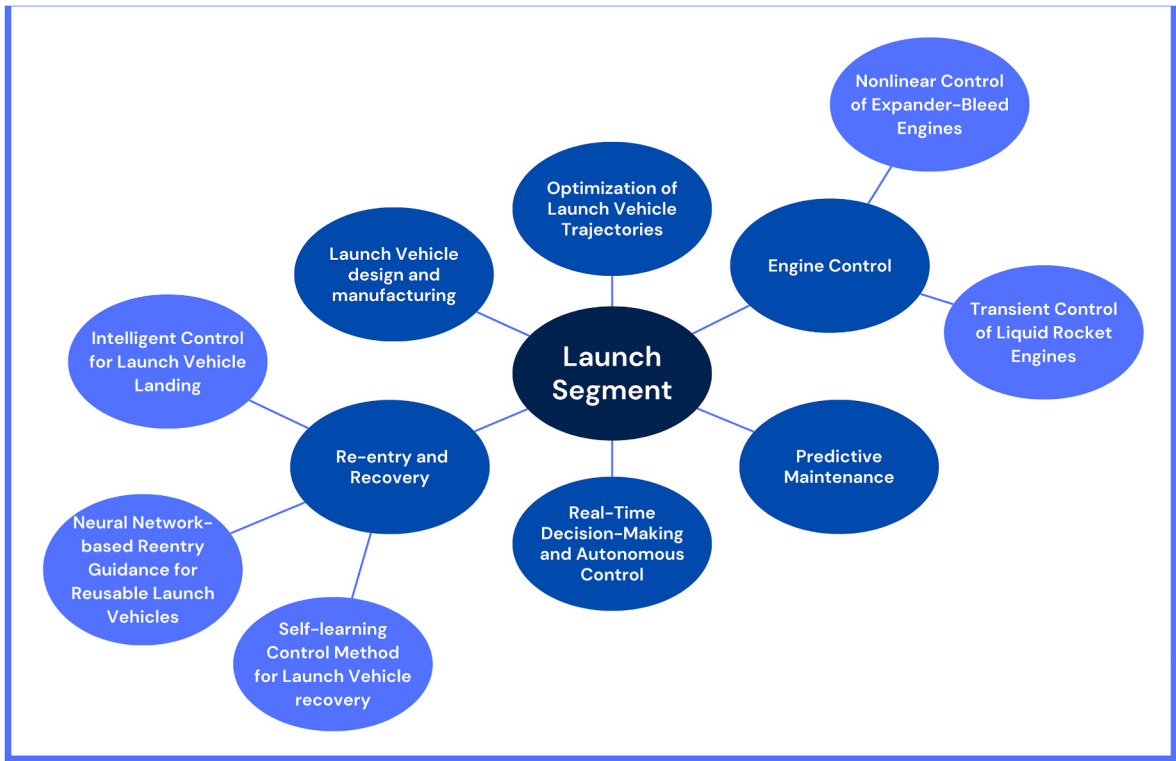 Nonlinear Control
of Expander-Bleed
Engines
Optimization of
Launch Vehicle
Trajectories
Launch Vehicle
design and
manufacturing
Engine Control
Transient Control
of Liquid Rocket
Engines
Intelligent Control
for Launch Vehicle
Landing
Launch
Segment
Re-entry and
Recovery
Predictive
Maintenance
Real-Time
Decision-Making
and Autonomous
Control
Neural Network-
based Reentry
Guidance for
Reusable Launch
Vehicles
Self-learning
Control Method
for Launch Vehicle
recovery